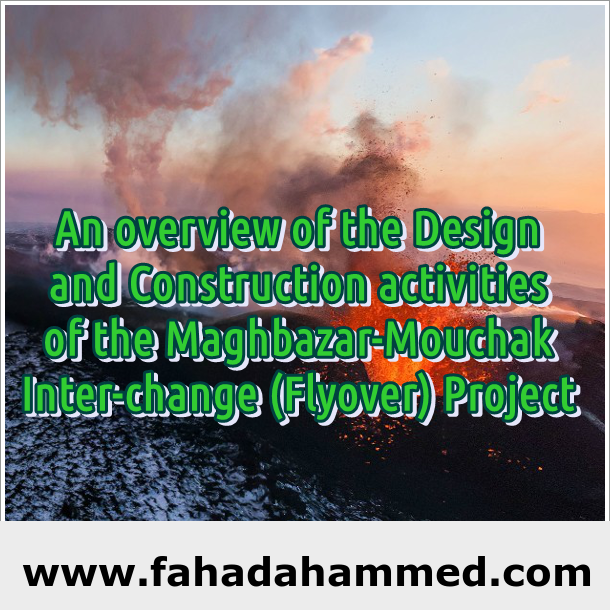 An overview of the Design
and Construction activities
of the Maghbazar-Mouchak
Inter-change (Flyover) Project
www.fahadahammed.com